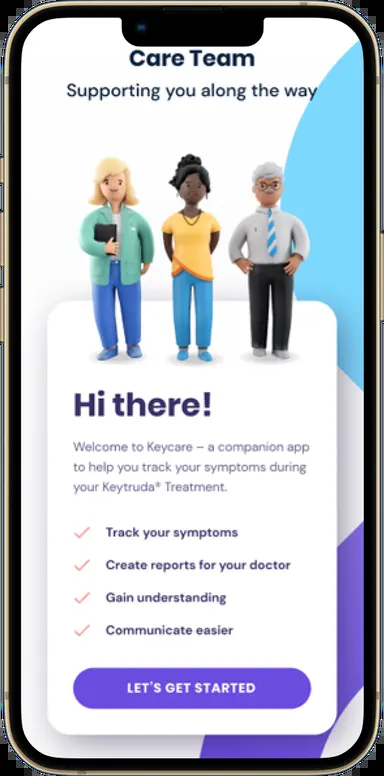 Care Team
Supporting you along the way
Hi there!
Welcome to Keycare – a companion app
to help you track your symptoms during
your Keytruda® Treatment.
Track your symptoms
Create reports for your doctor
Gain understanding
Communicate easier
LET'S GET STARTED